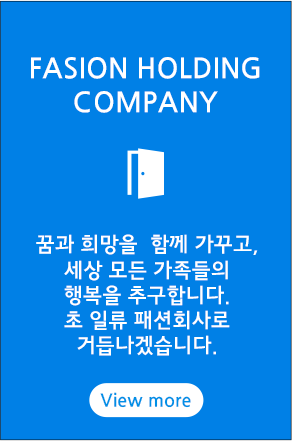 FASION HOLDING
COMPANY
꿈과 희망을  함께 가꾸고,
세상 모든 가족들의
행복을 추구합니다.
초 일류 패션회사로
거듭나겠습니다.
View more